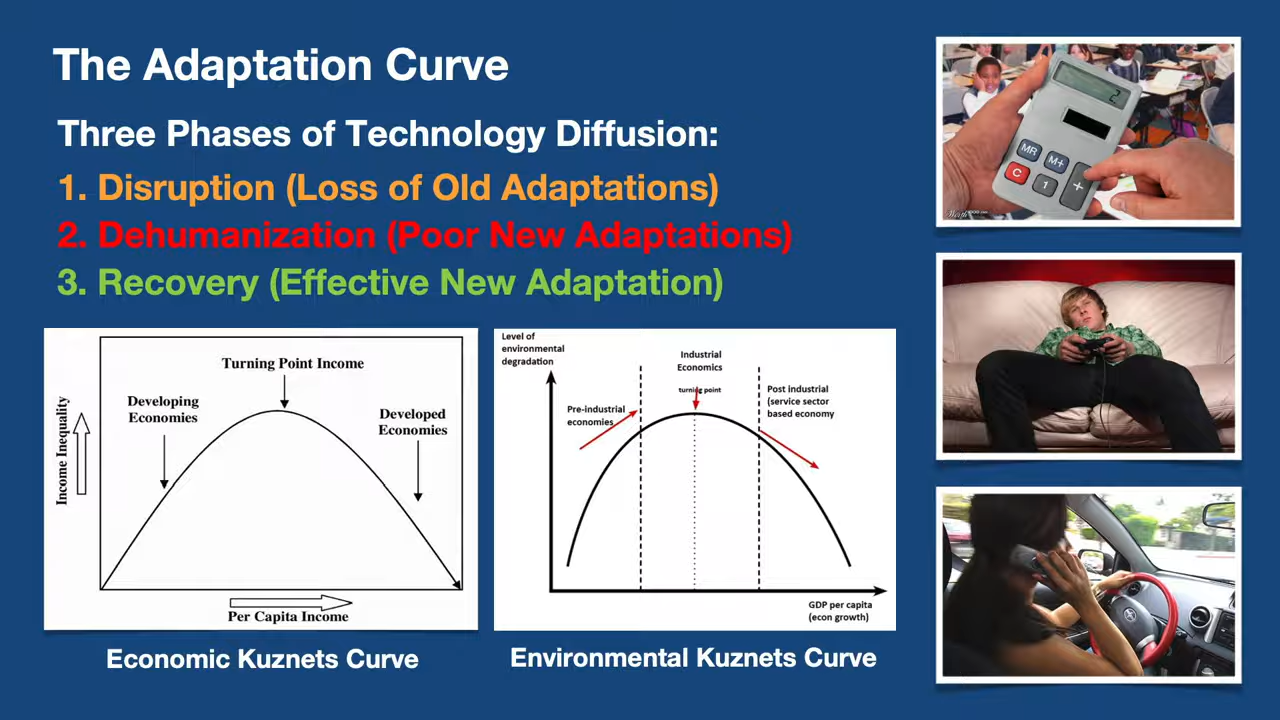 The Adaptation Curve
Three Phases of Technology Diffusion:
1. Disruption (Loss of Old Adaptations)
2. Dehumanization (Poor New Adaptations)
3. Recovery (Effective New Adaptation)
Turning Point Income
Developing
Economies
Developed
Economies
Income Inequality
Per Capita Income
Economic Kuznets Curve
Level of
environmental
degradation
Industrial
Economics
turning point
Pre-industrial
economies
Post industrial
(service sector
based economy
GDP per capita
(econ growth)
Environmental Kuznets Curve
2
MR
M+
C
1
+